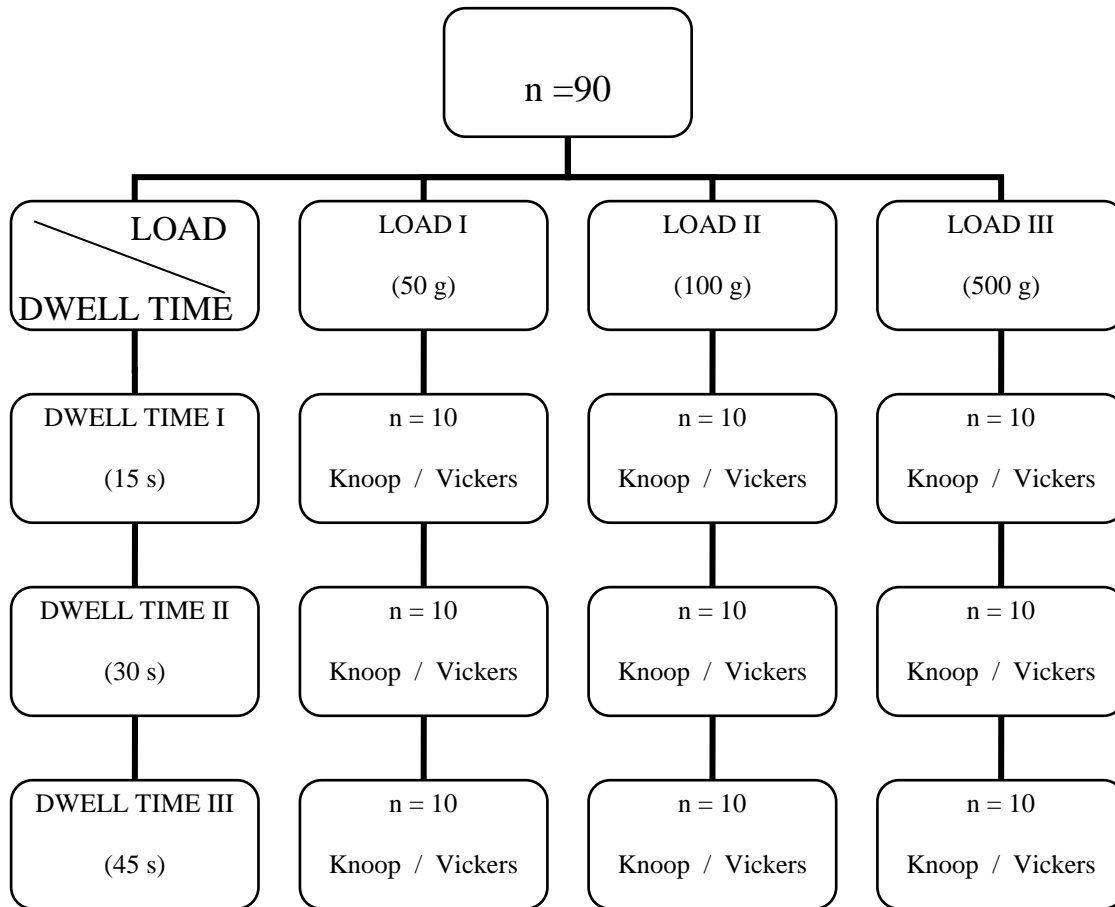 n =90
LOAD
DWELL TIME
LOAD I
(50 g)
LOAD II
(100 g)
LOAD III
(500 g)
DWELL TIME I
(15 s)
n = 10
Knoop / Vickers
n = 10
Knoop / Vickers
n = 10
Knoop / Vickers
DWELL TIME II
(30 s)
n = 10
Knoop / Vickers
n = 10
Knoop / Vickers
n = 10
Knoop / Vickers
DWELL TIME III
(45 s)
n = 10
Knoop / Vickers
n = 10
Knoop / Vickers
n = 10
Knoop / Vickers